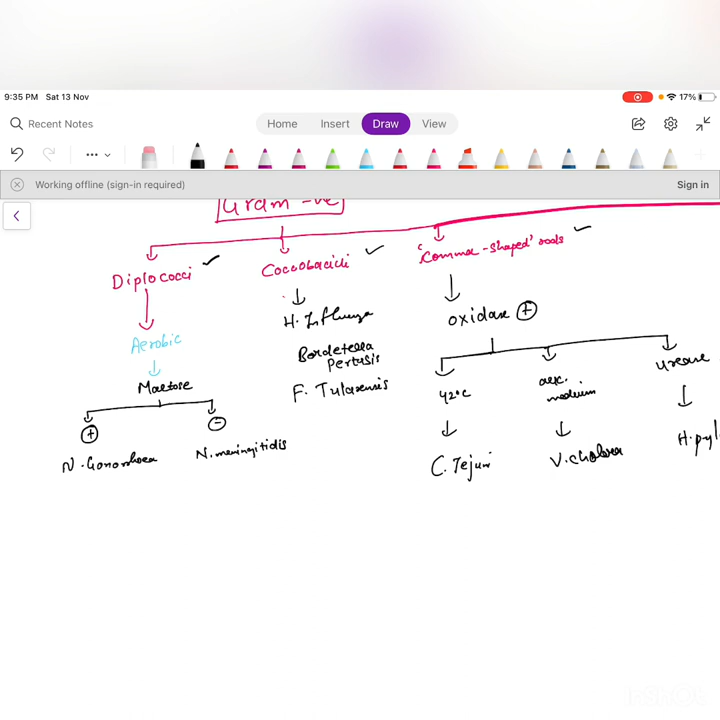 9:35 PM Sat 13 Nov
17%
Recent Notes
Home Insert Draw View
Working offline (sign-in required)
Sign in
Gram -ve
Diplococci
Coccobacilli
'Comma-shaped' rods
Aerobic
Maltose
+
-
N. Gonorrhoea
N. meningitidis
H. Influenza
Bordetella
Pertusis
F. Tularensis
Oxidase +
42°C
medium
urease
C. Jejuni
V. cholera
H. pyl